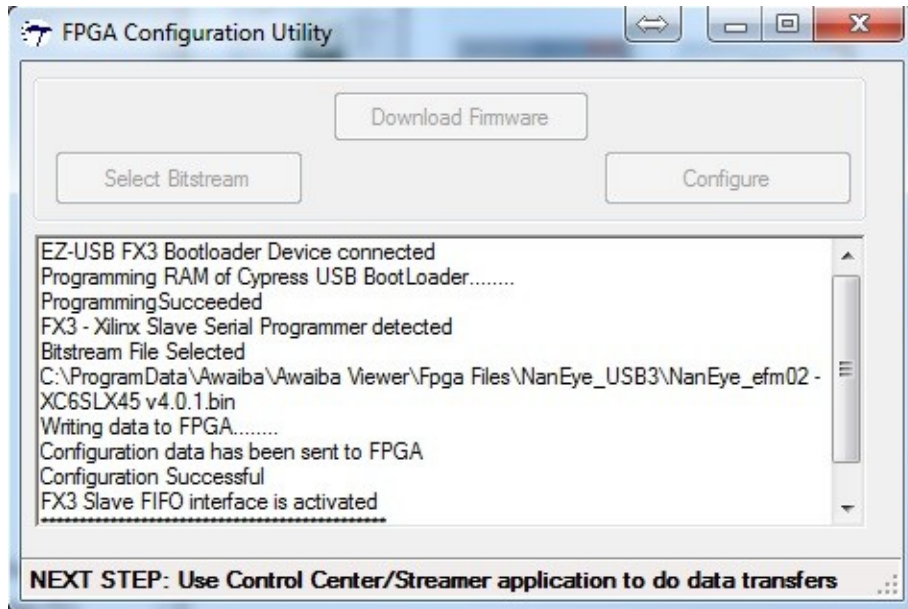 FPGA Configuration Utility
Download Firmware
Select Bitstream
Configure
EZ-USB FX3 Bootloader Device connected
Programming RAM of Cypress USB BootLoader........
ProgrammingSucceeded
FX3 - Xilinx Slave Serial Programmer detected
Bitstream File Selected
C:\ProgramData\Awaiba\Awaiba Viewer\Fpga Files\NanEye_USB3\NanEye_efm02 -
XC6SLX45 v4.0.1.bin
Writing data to FPGA........
Configuration data has been sent to FPGA
Configuration Successful
FX3 Slave FIFO interface is activated
********************************************
NEXT STEP: Use Control Center/Streamer application to do data transfers